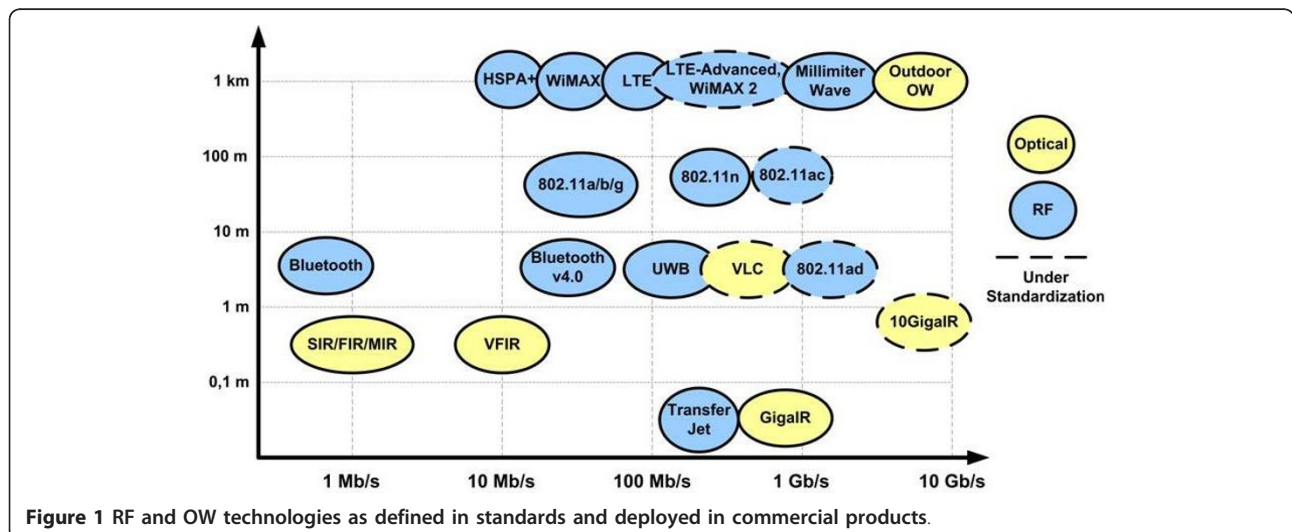 1 km
HSPA+
WiMAX
LTE
LTE-Advanced,
WiMAX 2
Millimiter
Wave
Outdoor
OW
100 m
802.11a/b/g
802.11n
802.11ac
10 m
Bluetooth
Bluetooth
v4.0
UWB
VLC
802.11ad
1 m
SIR/FIR/MIR
VFIR
10GigaIR
0,1 m
Transfer
Jet
GigaIR
1 Mb/s
10 Mb/s
100 Mb/s
1 Gb/s
10 Gb/s
Optical
RF
Under
Standardization
Figure 1 RF and OW technologies as defined in standards and deployed in commercial products.